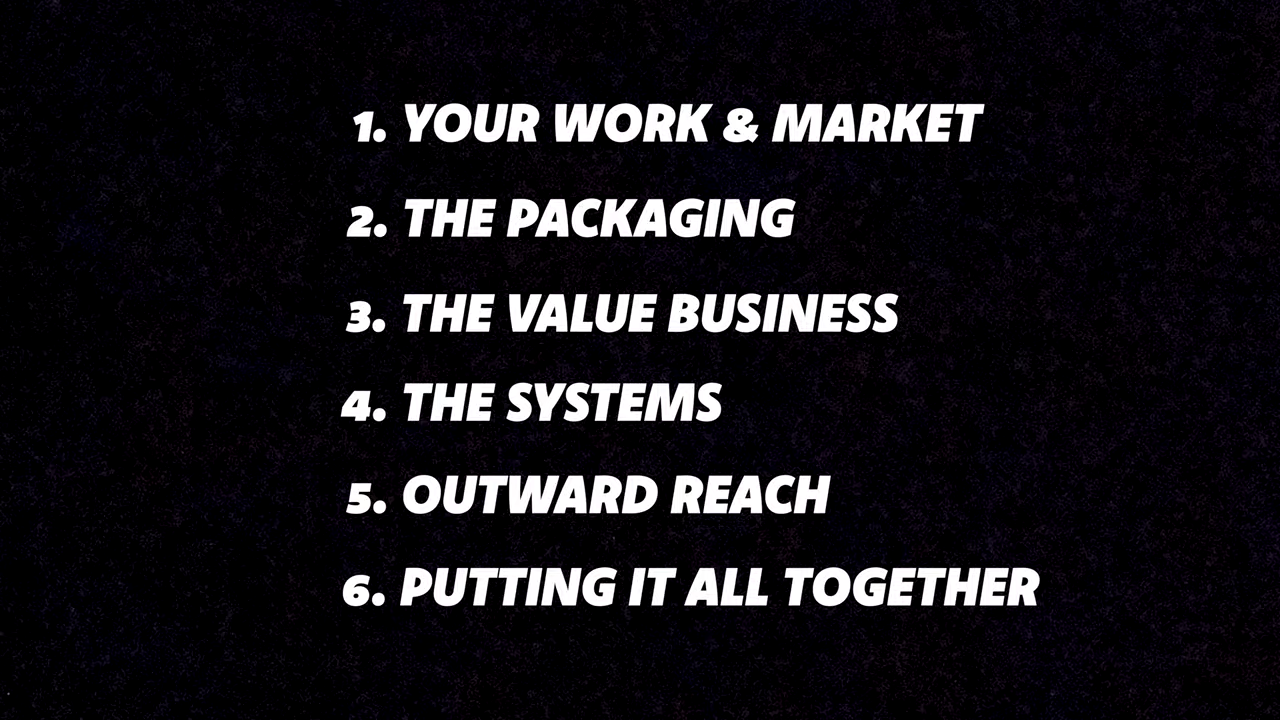 1. YOUR WORK & MARKET
2. THE PACKAGING
3. THE VALUE BUSINESS
4. THE SYSTEMS
5. OUTWARD REACH
6. PUTTING IT ALL TOGETHER